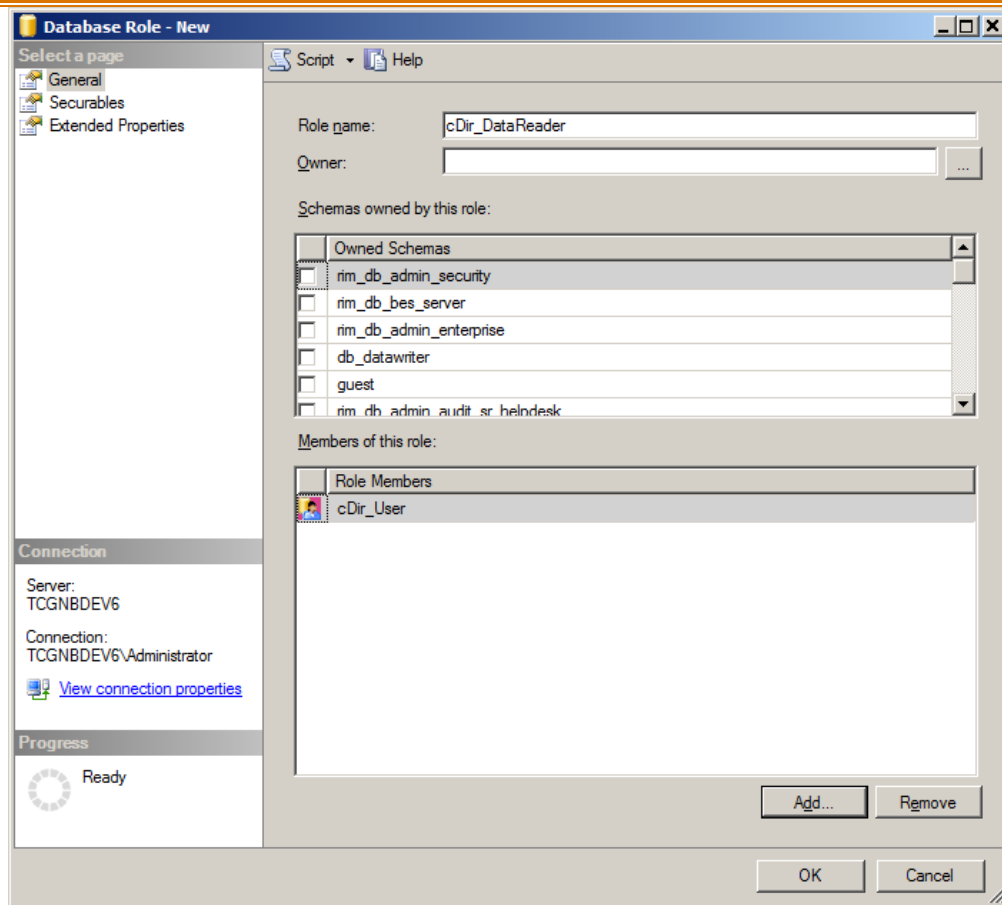 Database Role - New
Select a page
General
Securables
Extended Properties
Script
Help
Role name:
cDir_DataReader
Owner:
...
Schemas owned by this role:
Owned Schemas
rim_db_admin_security
rim_db_bes_server
rim_db_admin_enterprise
db_datawriter
guest
rim_db_admin_audit_sr_helpdesk
Members of this role:
Role Members
cDir_User
Connection
Server:
TCGNBDEV6
Connection:
TCGNBDEV6\Administrator
View connection properties
Progress
Ready
Add...
Remove
OK
Cancel